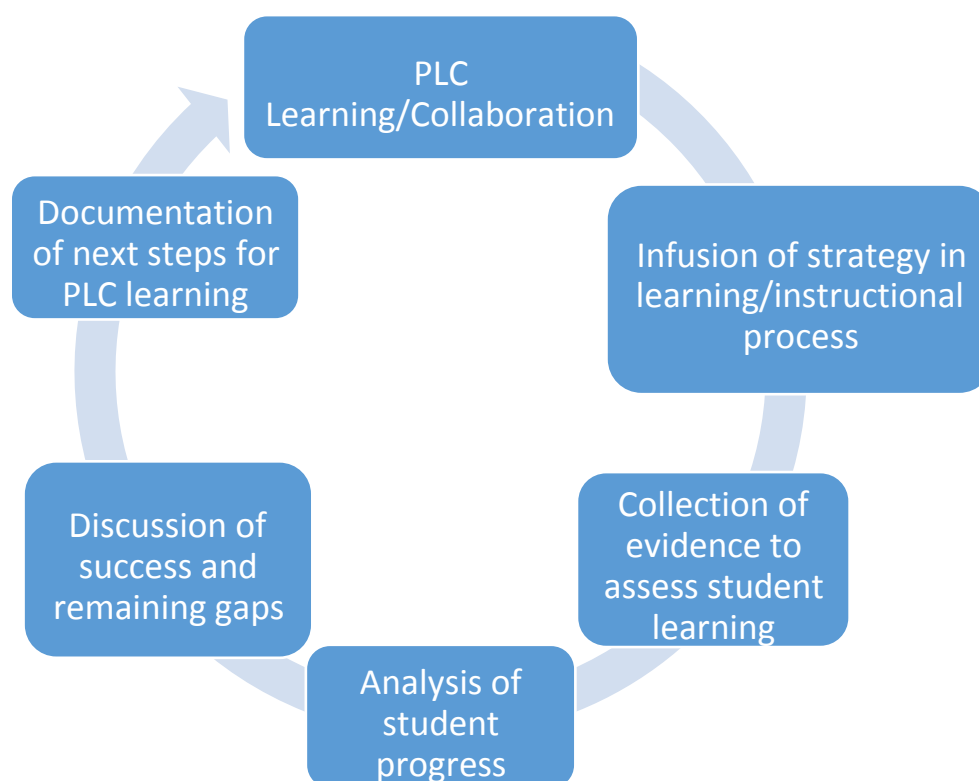 PLC
Learning/Collaboration
Infusion of strategy in
learning/instructional
process
Collection of
evidence to
assess student
learning
Analysis of
student
progress
Discussion of
success and
remaining gaps
Documentation
of next steps for
PLC learning